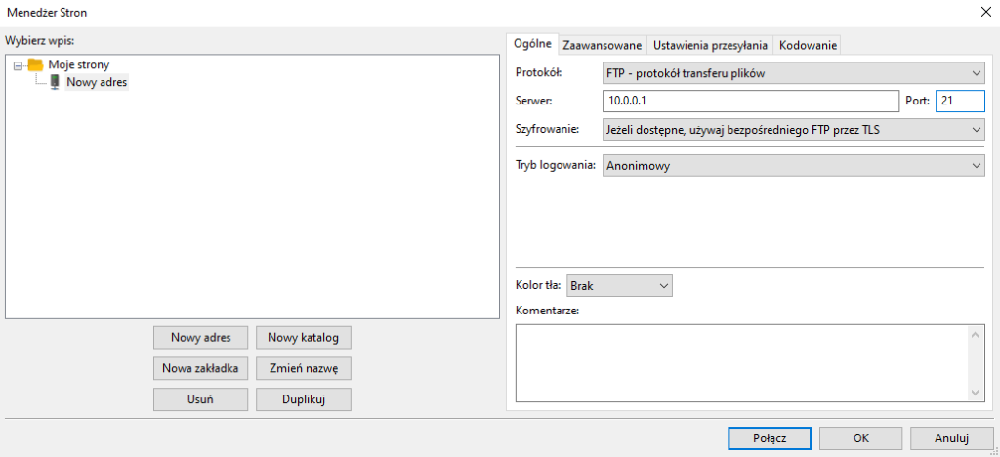 Menedżer Stron
Wybierz wpis:
Moje strony
Nowy adres
Nowy adres Nowy katalog
Nowa zakładka Zmień nazwę
Usuń Duplikuj
Ogólne Zaawansowane Ustawienia przesyłania Kodowanie
Protokół: FTP - protokół transferu plików
Serwer: 10.0.0.1 Port: 21
Szyfrowanie: Jeżeli dostępne, używaj bezpośredniego FTP przez TLS
Tryb logowania: Anonimowy
Kolor tła: Brak
Komentarze:
Połącz OK Anuluj